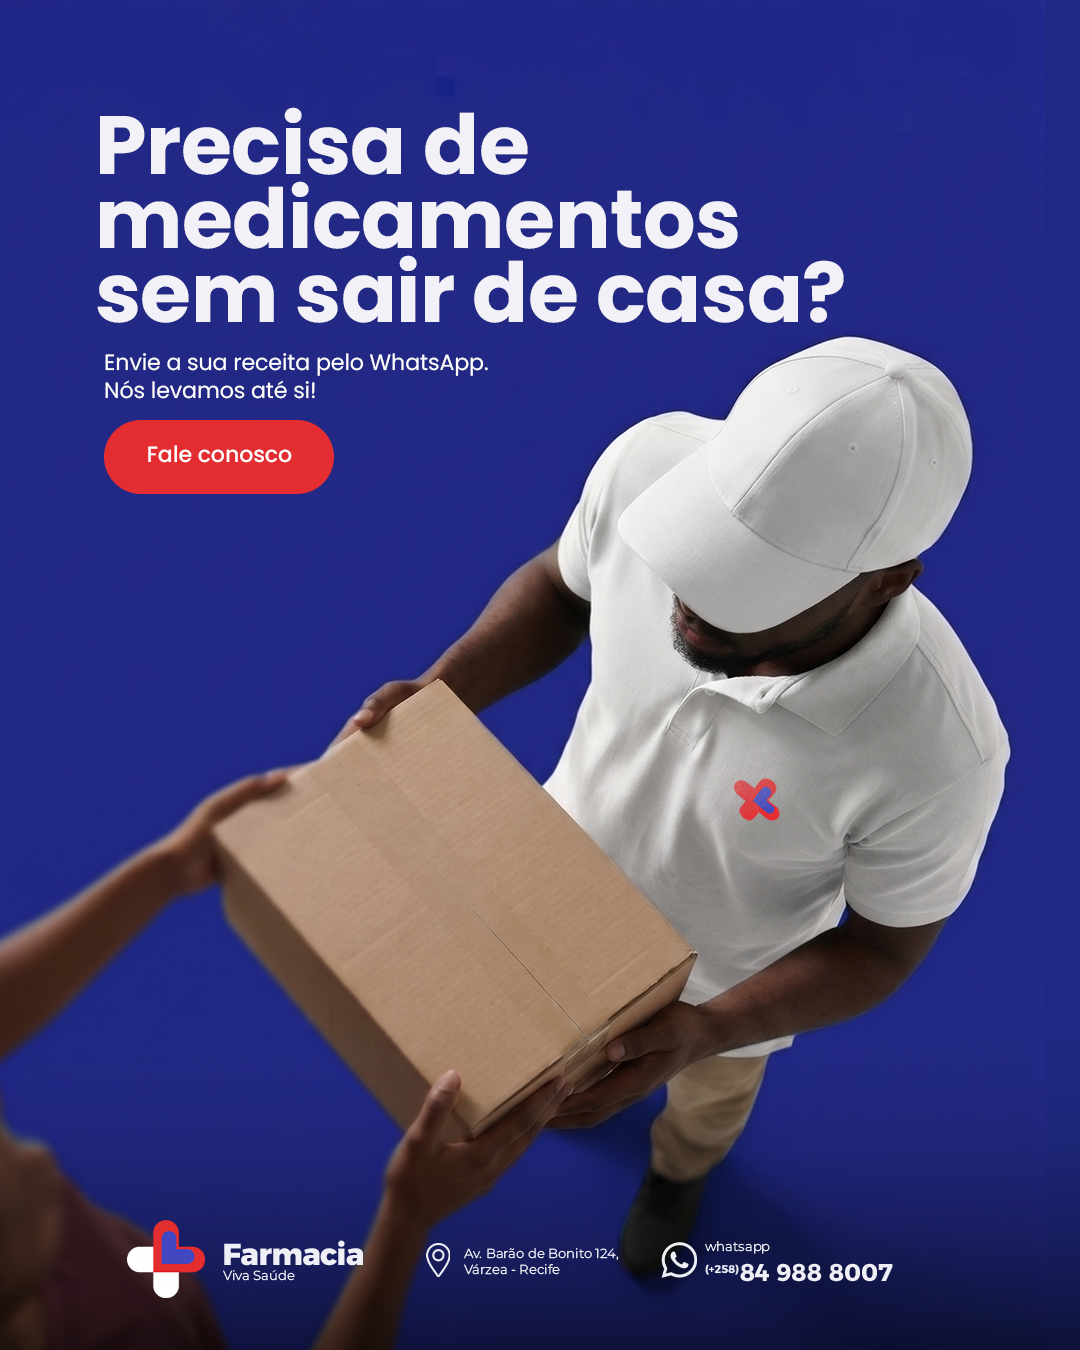 Precisa de
medicamentos
sem sair de casa?
Envie a sua receita pelo WhatsApp.
Nós levamos até si!
Fale conosco
Farmacia
Viva Saúde
Av. Barão de Bonito 124,
Várzea - Recife
whatsapp
(+258)84 988 8007